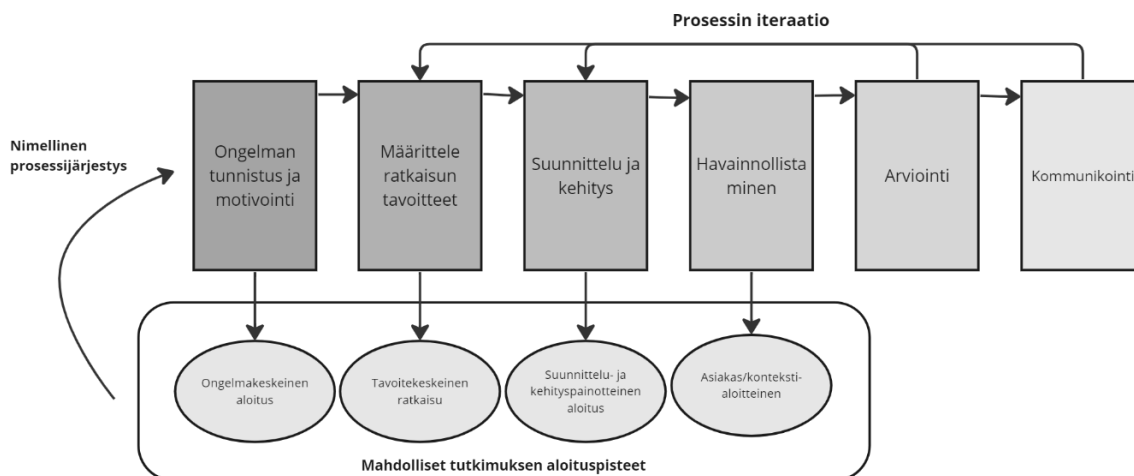 Prosessin iteraatio
Nimellinen
prosessijärjestys
Ongelman
tunnistus ja
motivointi
Määrittele
ratkaisun
tavoitteet
Suunnittelu ja
kehitys
Havainnollista
minen
Arviointi
Kommunikointi
Ongelmakeskeinen
aloitus
Tavoitekeskeinen
ratkaisu
Suunnittelu- ja
kehityspainotteinen
aloitus
Asiakas/konteksti-
aloitteinen
Mahdolliset tutkimuksen aloituspisteet